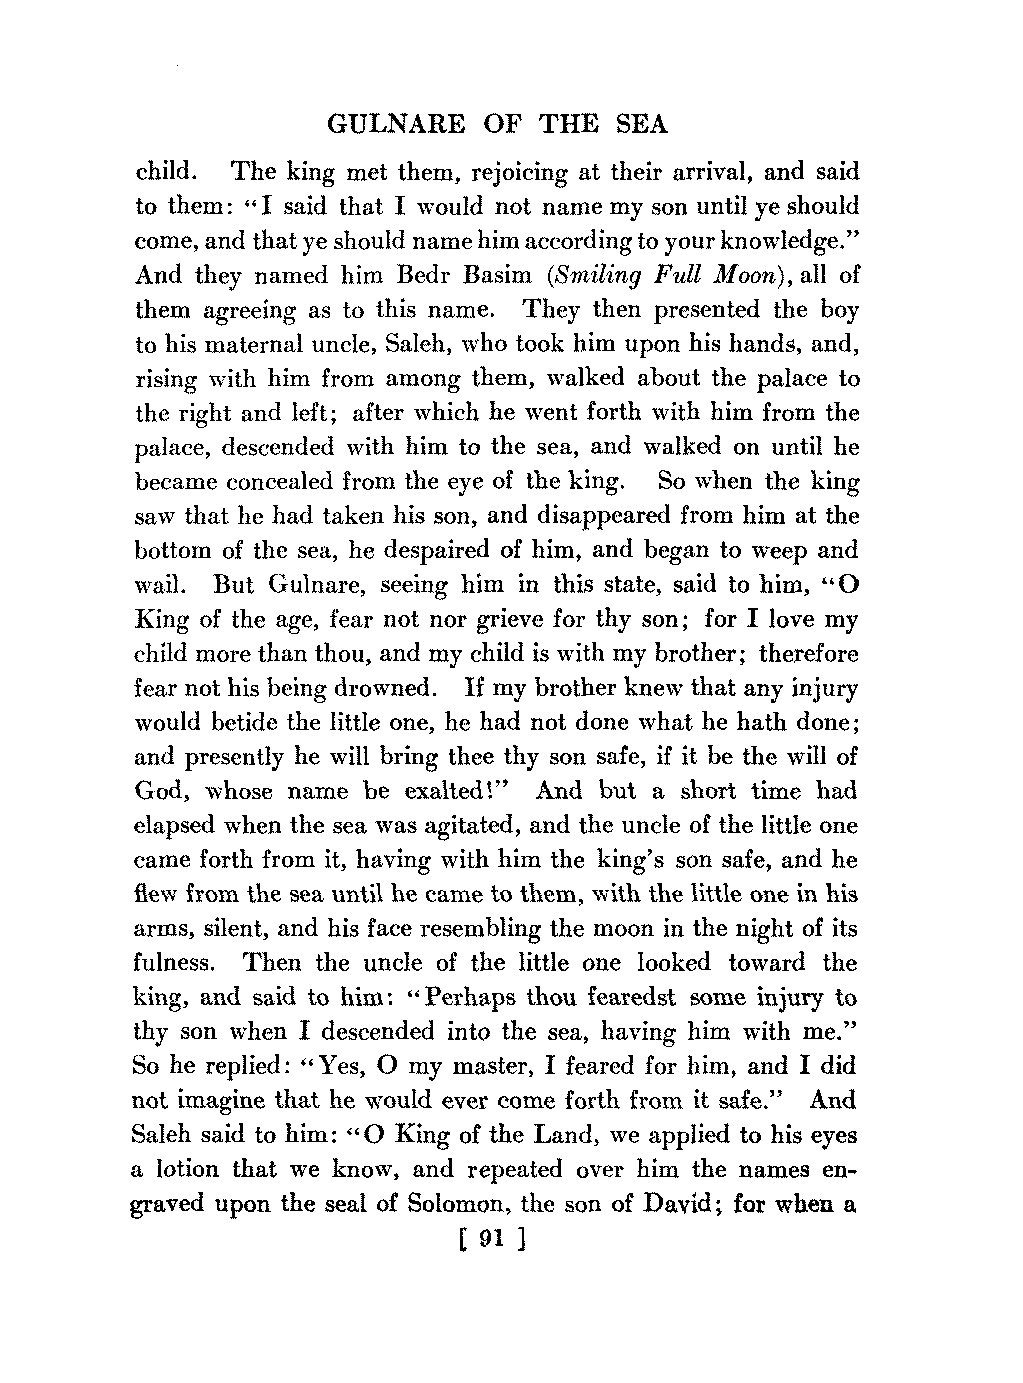 GULNARE OF THE SEA
child. The king met them, rejoicing at their arrival, and said
to them: “I said that I would not name my son until ye should
come, and that ye should name him according to your knowledge.”
And they named him Bedr Basim (Smiling Full Moon), all of
them agreeing as to this name. They then presented the boy
to his maternal uncle, Saleh, who took him upon his hands, and,
rising with him from among them, walked about the palace to
the right and left; after which he went forth with him from the
palace, descended with him to the sea, and walked on until he
became concealed from the eye of the king. So when the king
saw that he had taken his son, and disappeared from him at the
bottom of the sea, he despaired of him, and began to weep and
wail. But Gulnare, seeing him in this state, said to him, “O
King of the age, fear not nor grieve for thy son; for I love my
child more than thou, and my child is with my brother; therefore
fear not his being drowned. If my brother knew that any injury
would betide the little one, he had not done what he hath done;
and presently he will bring thee thy son safe, if it be the will of
God, whose name be exalted!” And but a short time had
elapsed when the sea was agitated, and the uncle of the little one
came forth from it, having with him the king’s son safe, and he
flew from the sea until he came to them, with the little one in his
arms, silent, and his face resembling the moon in the night of its
fulness. Then the uncle of the little one looked toward the
king, and said to him: “Perhaps thou fearedst some injury to
thy son when I descended into the sea, having him with me.”
So he replied: “Yes, O my master, I feared for him, and I did
not imagine that he would ever come forth from it safe.” And
Saleh said to him: “O King of the Land, we applied to his eyes
a lotion that we know, and repeated over him the names en-
graved upon the seal of Solomon, the son of David; for when a
[ 91 ]